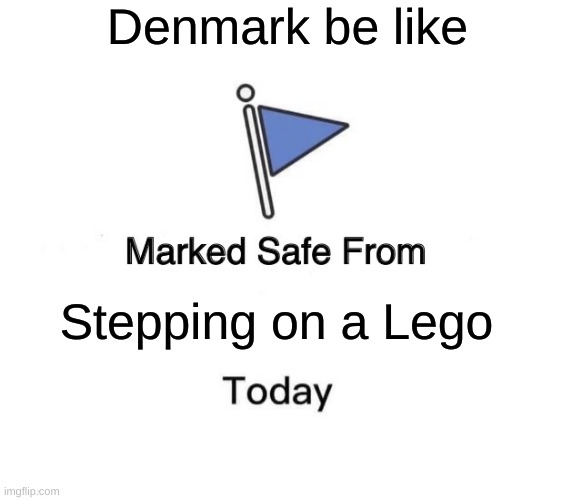 Denmark be like
Marked Safe From
Stepping on a Lego
Today
imgflip.com